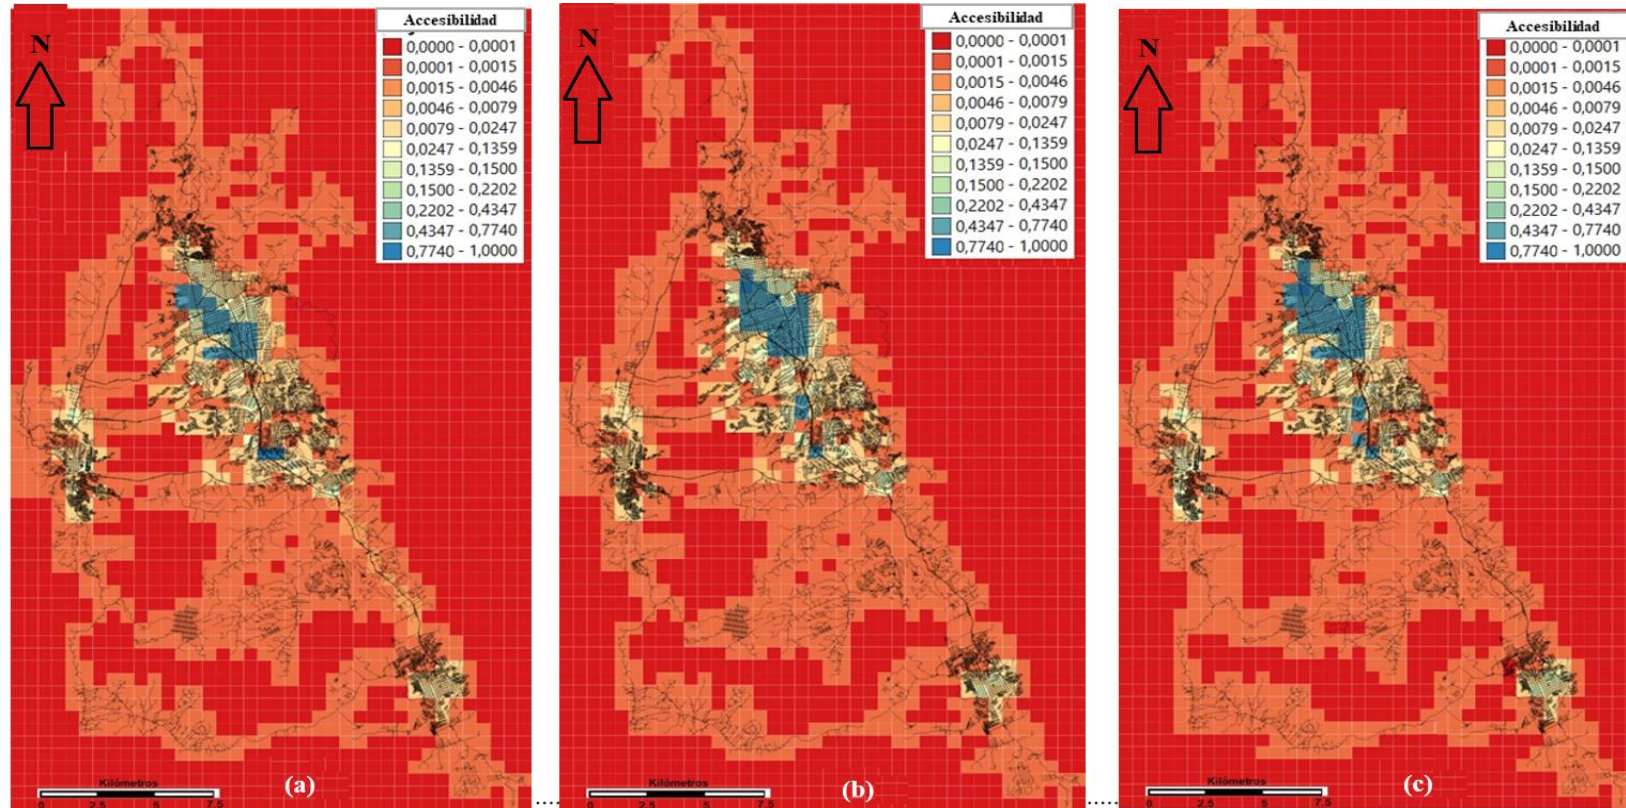 Accesibilidad
N
0,0000 - 0,0001
0,0001 - 0,0015
0,0015 - 0,0046
0,0046 - 0,0079
0,0079 - 0,0247
0,0247 - 0,1359
0,1359 - 0,1500
0,1500 - 0,2202
0,2202 - 0,4347
0,4347 - 0,7740
0,7740 - 1,0000
Kilómetros
(a)
0 2.5 7.5
Accesibilidad
N
0,0000 - 0,0001
0,0001 - 0,0015
0,0015 - 0,0046
0,0046 - 0,0079
0,0079 - 0,0247
0,0247 - 0,1359
0,1359 - 0,1500
0,1500 - 0,2202
0,2202 - 0,4347
0,4347 - 0,7740
0,7740 - 1,0000
Kilómetros
(b)
0 2.5 7.5
Accesibilidad
N
0,0000 - 0,0001
0,0001 - 0,0015
0,0015 - 0,0046
0,0046 - 0,0079
0,0079 - 0,0247
0,0247 - 0,1359
0,1359 - 0,1500
0,1500 - 0,2202
0,2202 - 0,4347
0,4347 - 0,7740
0,7740 - 1,0000
Kilómetros
(c)
0 2.5 7.5